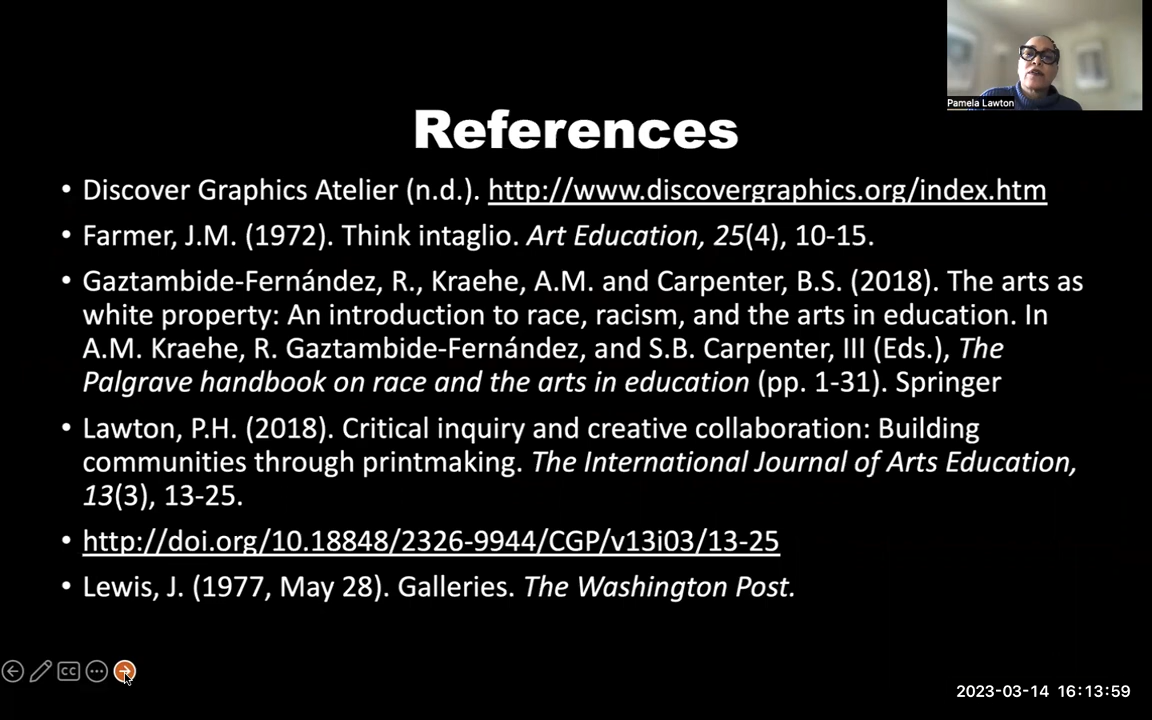 Pamela Lawton
References
• Discover Graphics Atelier (n.d.). http://www.discovergraphics.org/index.htm
• Farmer, J.M. (1972). Think intaglio. Art Education, 25(4), 10-15.
• Gaztambide-Fernández, R., Kraehe, A.M. and Carpenter, B.S. (2018). The arts as
white property: An introduction to race, racism, and the arts in education. In
A.M. Kraehe, R. Gaztambide-Fernández, and S.B. Carpenter, III (Eds.), The
Palgrave handbook on race and the arts in education (pp. 1-31). Springer
• Lawton, P.H. (2018). Critical inquiry and creative collaboration: Building
communities through printmaking. The International Journal of Arts Education,
13(3), 13-25.
• http://doi.org/10.18848/2326-9944/CGP/v13i03/13-25
• Lewis, J. (1977, May 28). Galleries. The Washington Post.
CC
2023-03-14 16:13:59